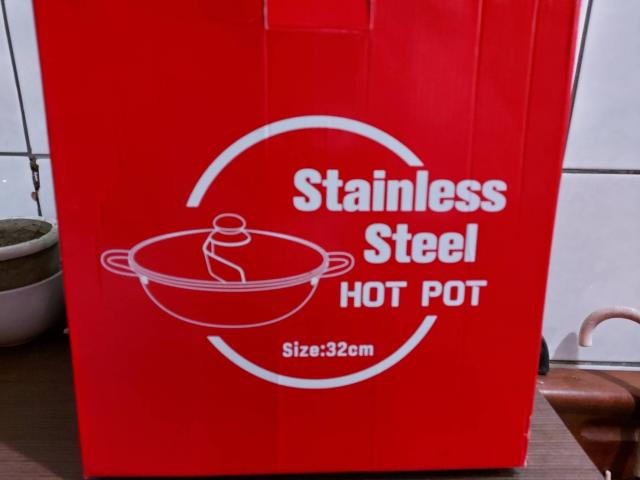 Stainless
Steel
HOT POT
Size:32cm